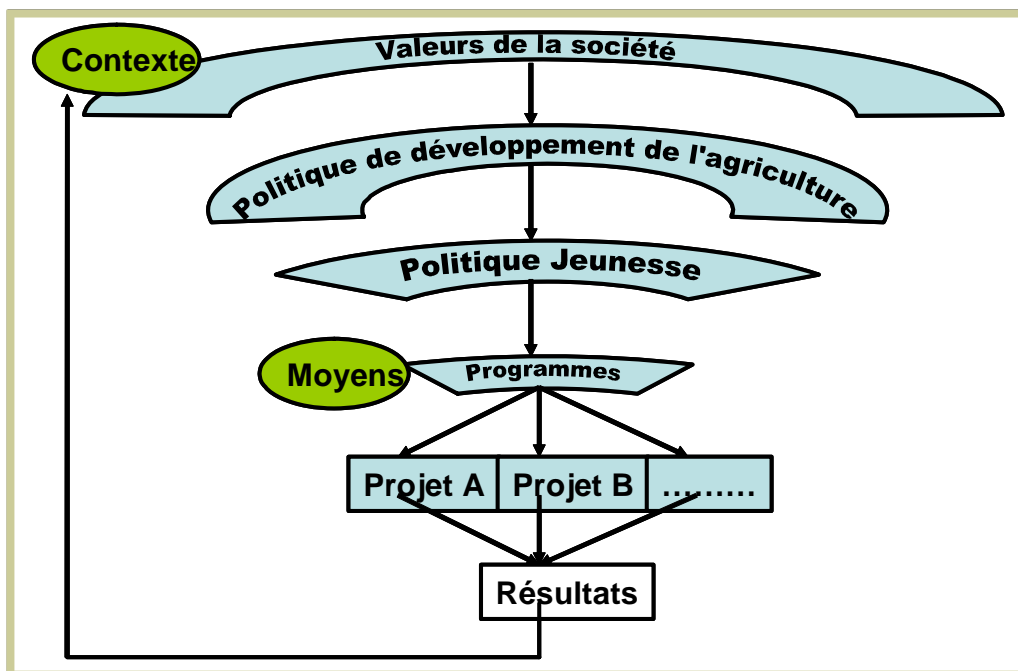 Contexte
Valeurs de la société
Politique de développement de l'agriculture
Politique Jeunesse
Moyens
Programmes
Projet A
Projet B
.........
Résultats